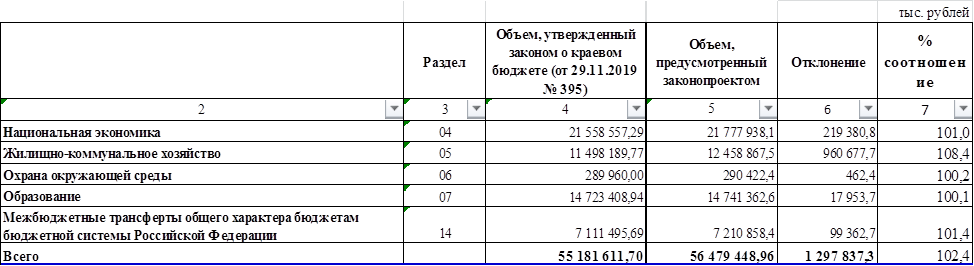 тыс. рублей
Раздел Объем, утвержденный законом о краевом бюджете (от 29.11.2019 № 395) Объем, предусмотренный законопроектом Отклонение % соотношение
2 3 4 5 6 7
Национальная экономика 04 21 558 557,29 21 777 938,1 219 380,8 101,0
Жилищно-коммунальное хозяйство 05 11 498 189,77 12 458 867,5 960 677,7 108,4
Охрана окружающей среды 06 289 960,00 290 422,4 462,4 100,2
Образование 07 14 723 408,94 14 741 362,6 17 953,7 100,1
Межбюджетные трансферты общего характера бюджетам
бюджетной системы Российской Федерации 14 7 111 495,69 7 210 858,4 99 362,7 101,4
Всего 55 181 611,70 56 479 448,96 1 297 837,3 102,4